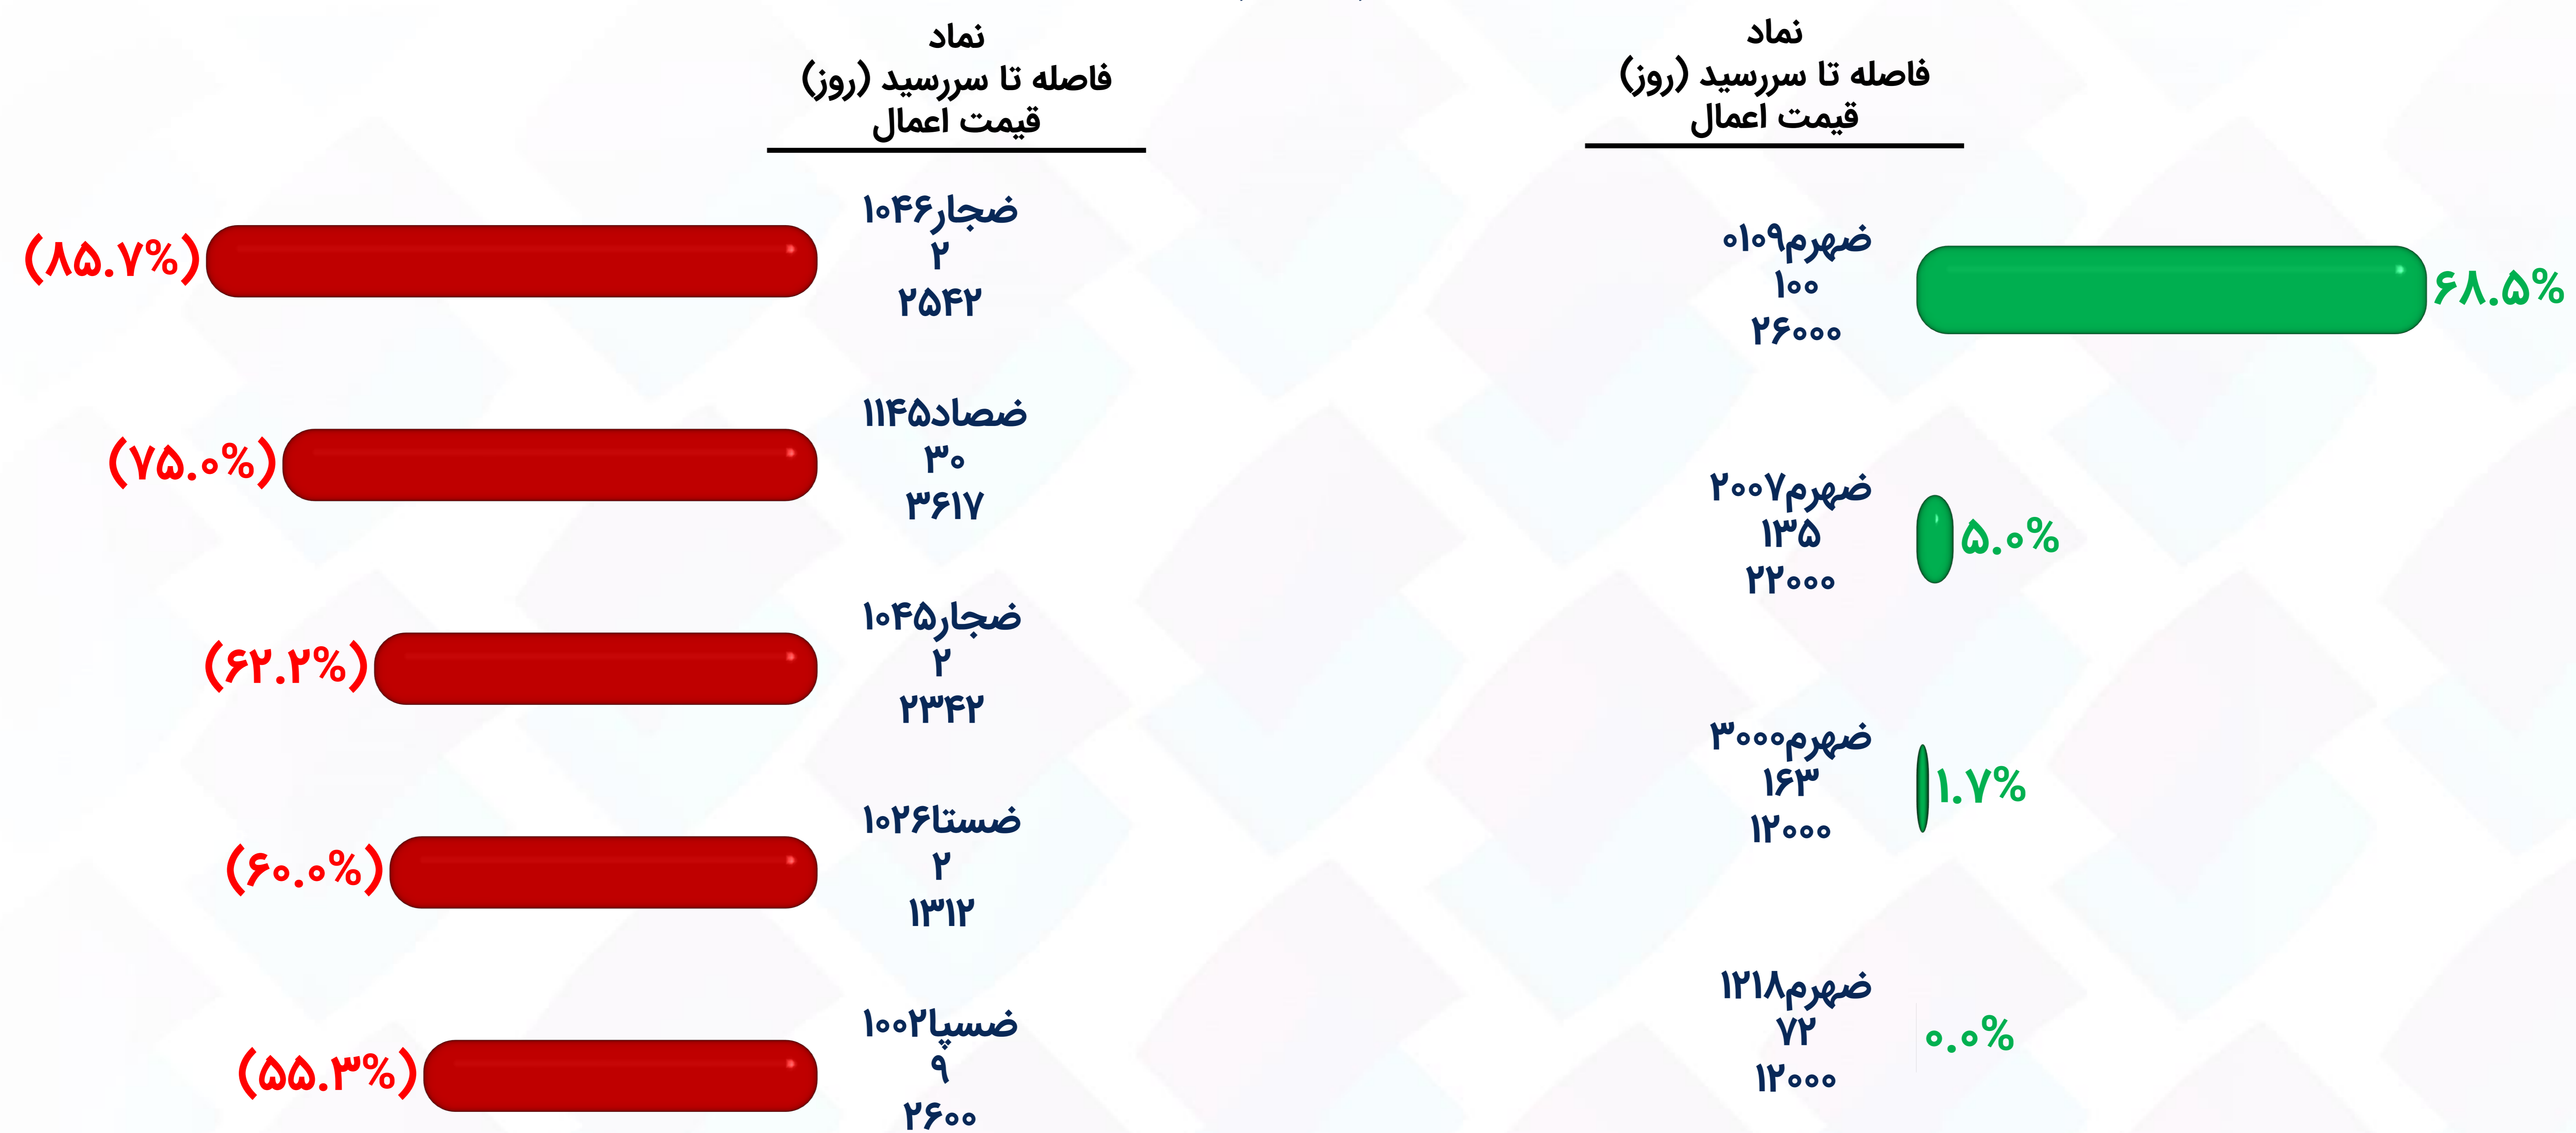 نماد
فاصله تا سررسید (روز)
قیمت اعمال
ضهرم۰۱۰۹
۱۰۰
۲۶۰۰۰
۶۸.۵%
ضهرم۲۰۰۷
۱۳۵
۲۲۰۰۰
۵.۰%
ضهرم۳۰۰۰
۱۶۳
۱۲۰۰۰
۱.۷%
ضهرم۱۲۱۸
۷۲
۱۲۰۰۰
۰.۰%
نماد
فاصله تا سررسید (روز)
قیمت اعمال
ضجار۱۰۴۶
۲
۲۵۴۲
(۸۵.۷%)
ضصاد۱۱۴۵
۳۰
۳۶۱۷
(۷۵.۰%)
ضجار۱۰۴۵
۲
۲۳۴۲
(۶۲.۲%)
ضستا۱۰۲۶
۲
۱۳۱۲
(۶۰.۰%)
ضسپا۱۰۰۲
۹
۲۶۰۰
(۵۵.۳%)